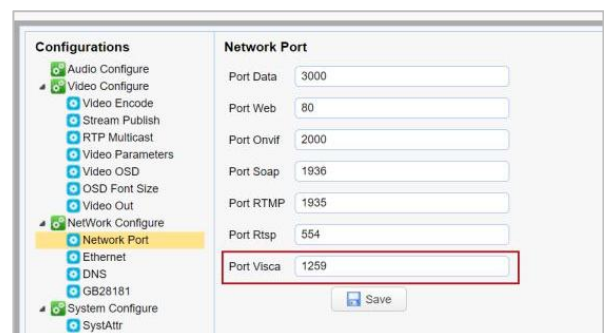 Configurations
Audio Configure
Video Configure
Video Encode
Stream Publish
RTP Multicast
Video Parameters
Video OSD
OSD Font Size
Video Out
NetWork Configure
Network Port
Ethernet
DNS
GB28181
System Configure
SystAttr
Network Port
Port Data 3000
Port Web 80
Port Onvif 2000
Port Soap 1936
Port RTMP 1935
Port Rtsp 554
Port Visca 1259
Save